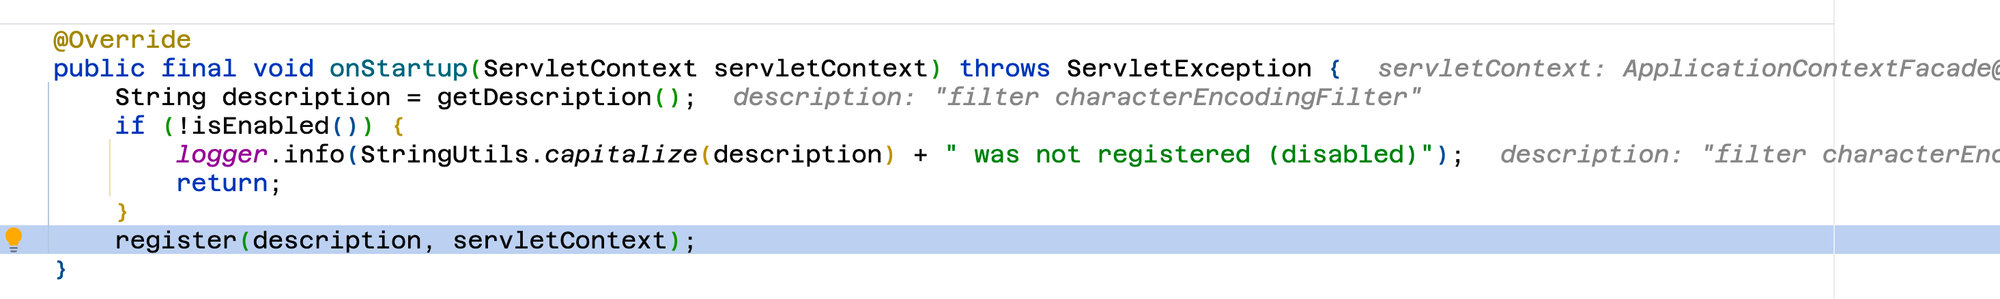 @Override
public final void onStartup(ServletContext servletContext) throws ServletException {  servletContext: ApplicationContextFacade@
    String description = getDescription();  description: "filter characterEncodingFilter"
    if (!isEnabled()) {
        logger.info(StringUtils.capitalize(description) + " was not registered (disabled)");  description: "filter characterEnc
        return;
    }
    register(description, servletContext);
}